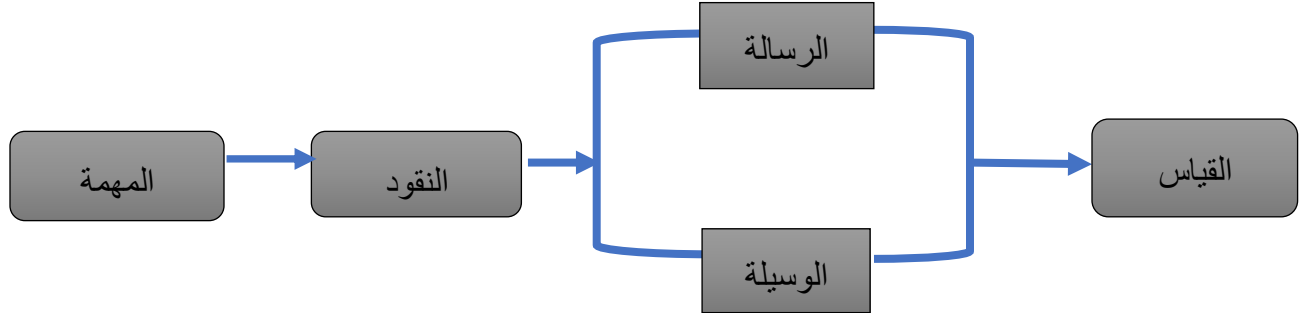 المهمة
النقود
الرسالة
الوسيلة
القياس